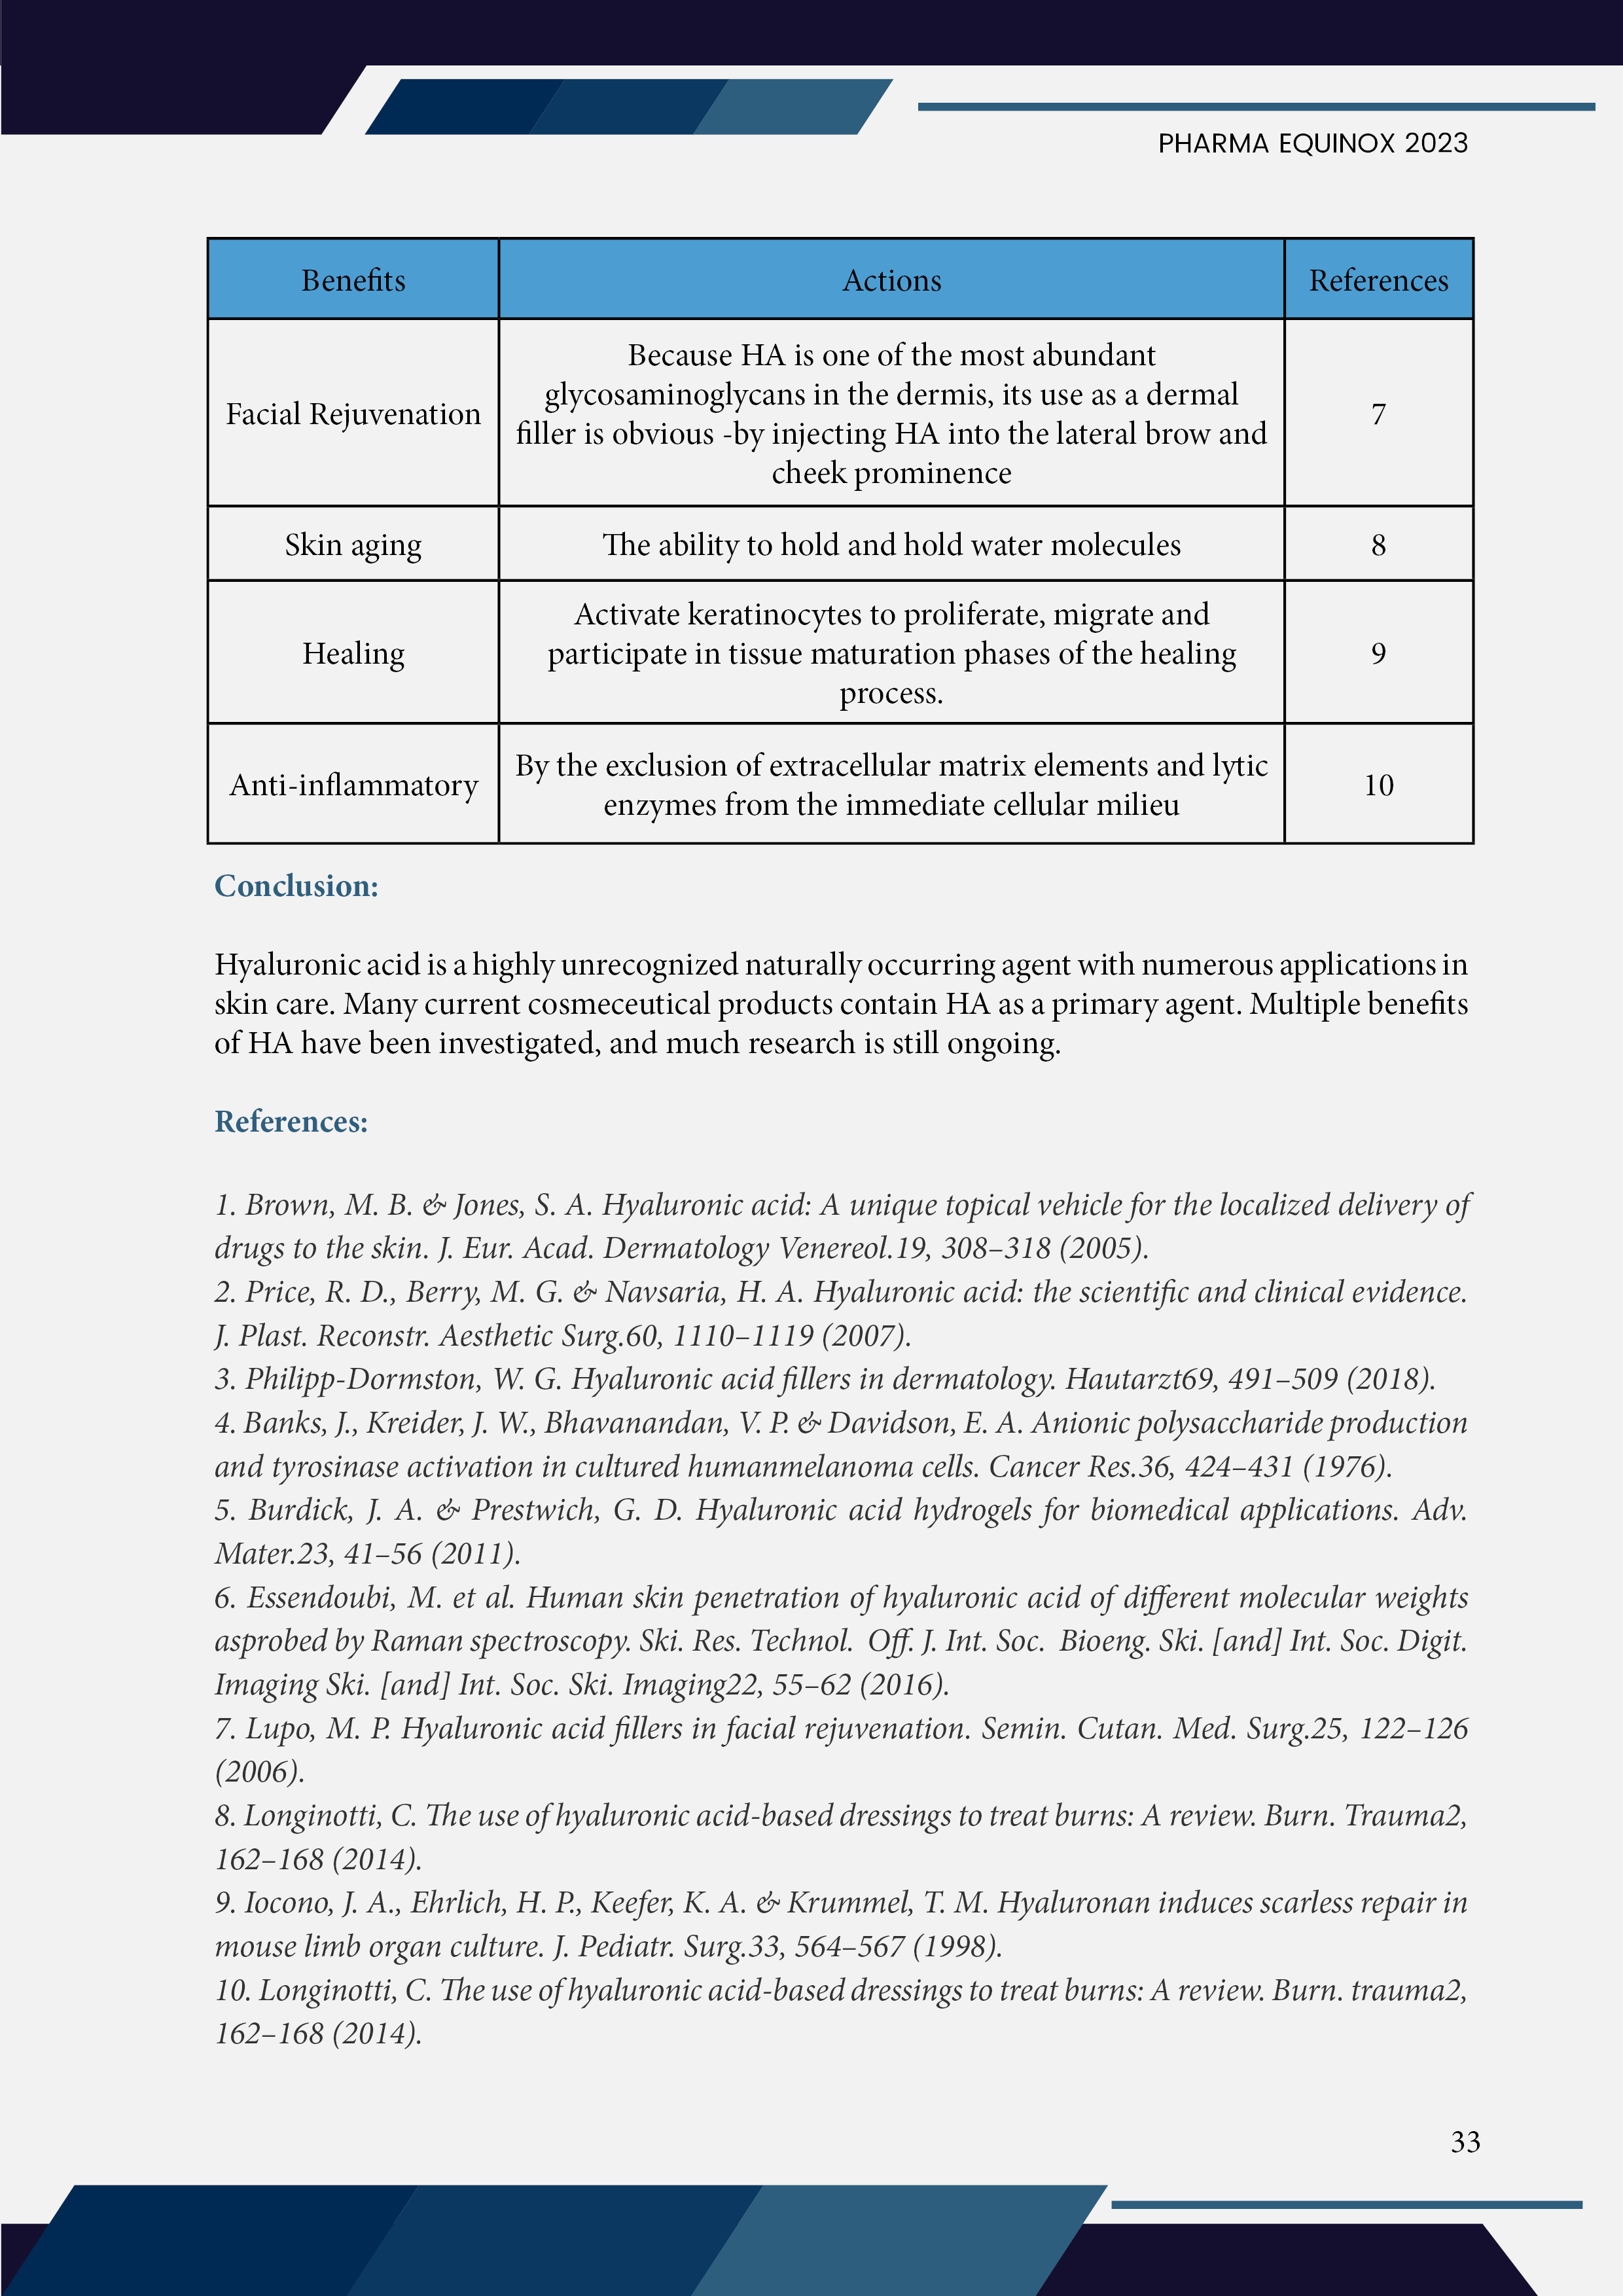 PHARMA EQUINOX 2023
Benefits Actions References
Facial Rejuvenation
Because HA is one of the most abundant
glycosaminoglycans in the dermis, its use as a dermal
filler is obvious -by injecting HA into the lateral brow and
cheek prominence
7
Skin aging The ability to hold and hold water molecules 8
Healing
Activate keratinocytes to proliferate, migrate and
participate in tissue maturation phases of the healing
process.
9
Anti-inflammatory
By the exclusion of extracellular matrix elements and lytic
enzymes from the immediate cellular milieu
10
Conclusion:
Hyaluronic acid is a highly unrecognized naturally occurring agent with numerous applications in
skin care. Many current cosmeceutical products contain HA as a primary agent. Multiple benefits
of HA have been investigated, and much research is still ongoing.
References:
1. Brown, M. B. & Jones, S. A. Hyaluronic acid: A unique topical vehicle for the localized delivery of
drugs to the skin. J. Eur. Acad. Dermatology Venereol.19, 308–318 (2005).
2. Price, R. D., Berry, M. G. & Navsaria, H. A. Hyaluronic acid: the scientific and clinical evidence.
J. Plast. Reconstr. Aesthetic Surg.60, 1110–1119 (2007).
3. Philipp-Dormston, W. G. Hyaluronic acid fillers in dermatology. Hautarzt69, 491–509 (2018).
4. Banks, J., Kreider, J. W., Bhavanandan, V. P. & Davidson, E. A. Anionic polysaccharide production
and tyrosinase activation in cultured humanmelanoma cells. Cancer Res.36, 424–431 (1976).
5. Burdick, J. A. & Prestwich, G. D. Hyaluronic acid hydrogels for biomedical applications. Adv.
Mater.23, 41–56 (2011).
6. Essendoubi, M. et al. Human skin penetration of hyaluronic acid of different molecular weights
asprobed by Raman spectroscopy. Ski. Res. Technol. Off. J. Int. Soc. Bioeng. Ski. [and] Int. Soc. Digit.
Imaging Ski. [and] Int. Soc. Ski. Imaging22, 55–62 (2016).
7. Lupo, M. P. Hyaluronic acid fillers in facial rejuvenation. Semin. Cutan. Med. Surg.25, 122–126
(2006).
8. Longinotti, C. The use of hyaluronic acid-based dressings to treat burns: A review. Burn. Trauma2,
162–168 (2014).
9. Iocono, J. A., Ehrlich, H. P., Keefer, K. A. & Krummel, T. M. Hyaluronan induces scarless repair in
mouse limb organ culture. J. Pediatr. Surg.33, 564–567 (1998).
10. Longinotti, C. The use of hyaluronic acid-based dressings to treat burns: A review. Burn. trauma2,
162–168 (2014).
33